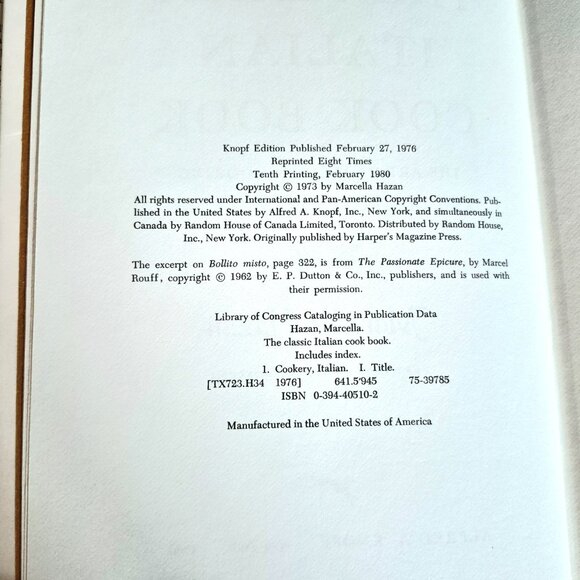 Knopf Edition Published February 27, 1976
Reprinted Eight Times
Tenth Printing, February 1980
Copyright © 1973 by Marcella Hazan
All rights reserved under International and Pan-American Copyright Conventions. Pub-
lished in the United States by Alfred A. Knopf, Inc., New York, and simultaneously in
Canada by Random House of Canada Limited, Toronto. Distributed by Random House,
Inc., New York. Originally published by Harper's Magazine Press.
The excerpt on Bollito misto, page 322, is from The Passionate Epicure, by Marcel
Rouff, copyright © 1962 by E. P. Dutton & Co., Inc., publishers, and is used with
their permission.
Library of Congress Cataloging in Publication Data
Hazan, Marcella.
The classic Italian cook book.
Includes index.
1. Cookery, Italian. I. Title.
[TX723.H34 1976] 641.5'945 75-39785
ISBN 0-394-40510-2
Manufactured in the United States of America